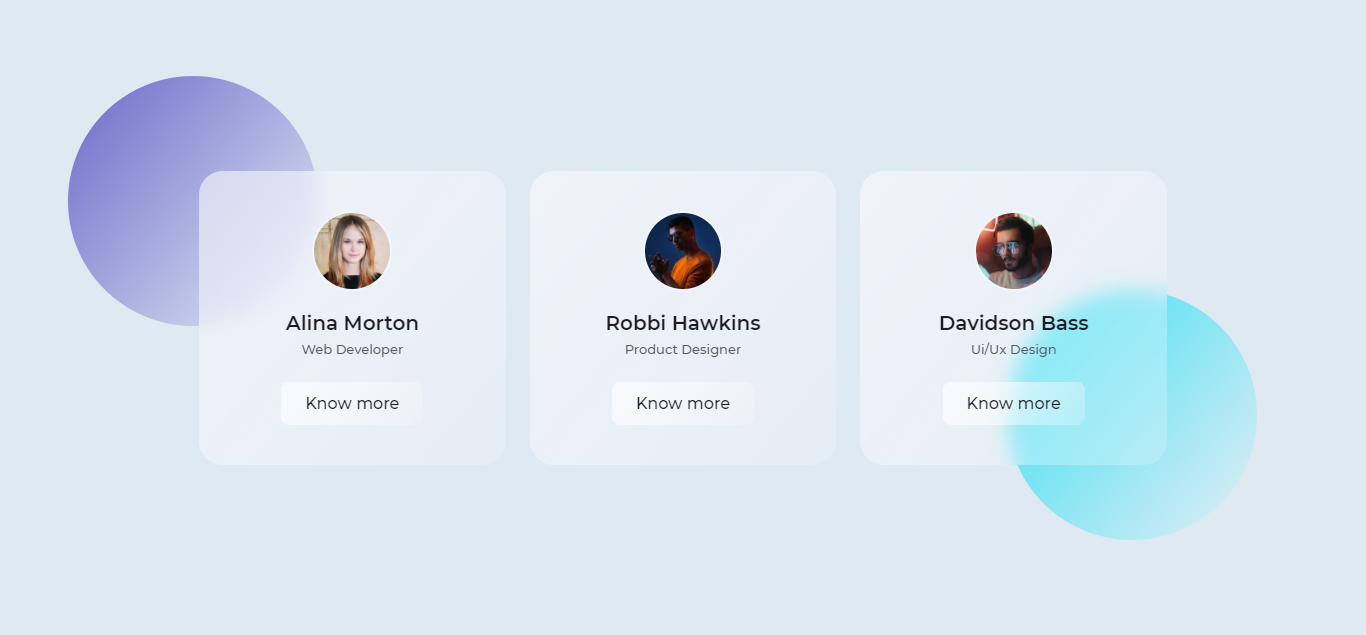 Alina Morton
Web Developer
Know more
Robbi Hawkins
Product Designer
Know more
Davidson Bass
Ui/Ux Design
Know more